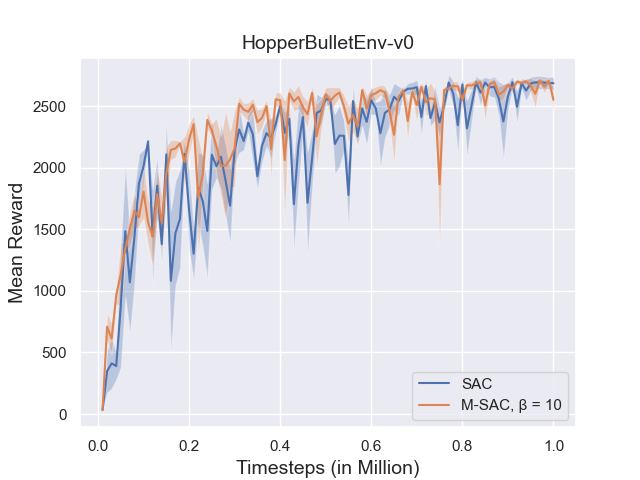 HopperBulletEnv-v0
2500
2000
1500
1000
500
0
Mean Reward
SAC
M-SAC, β = 10
0.0 0.2 0.4 0.6 0.8 1.0
Timesteps (in Million)